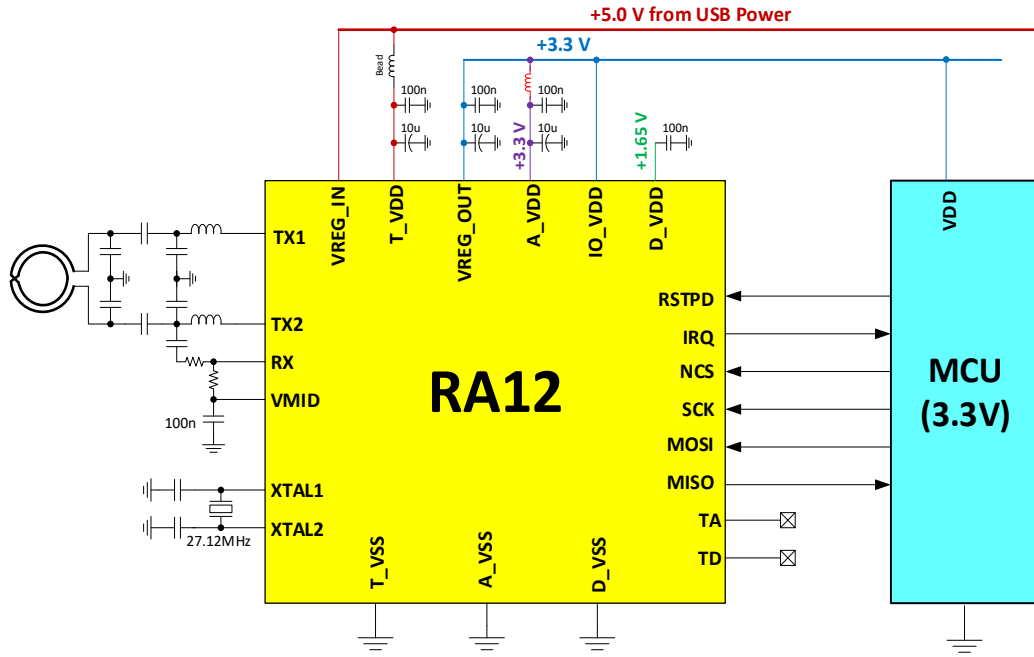 +5.0 V from USB Power
+3.3 V
Bead
100n
100n
100n
10u
10u
+3.3 V
10u
+1.65 V
100n
VREG_IN
T_VDD
VREG_OUT
A_VDD
IO_VDD
D_VDD
VDD
TX1
TX2
RX
VMID
100n
XTAL1
XTAL2
27.12MHz
RA12
RSTPD
IRQ
NCS
SCK
MOSI
MISO
TA
TD
MCU
(3.3V)
T_VSS
A_VSS
D_VSS